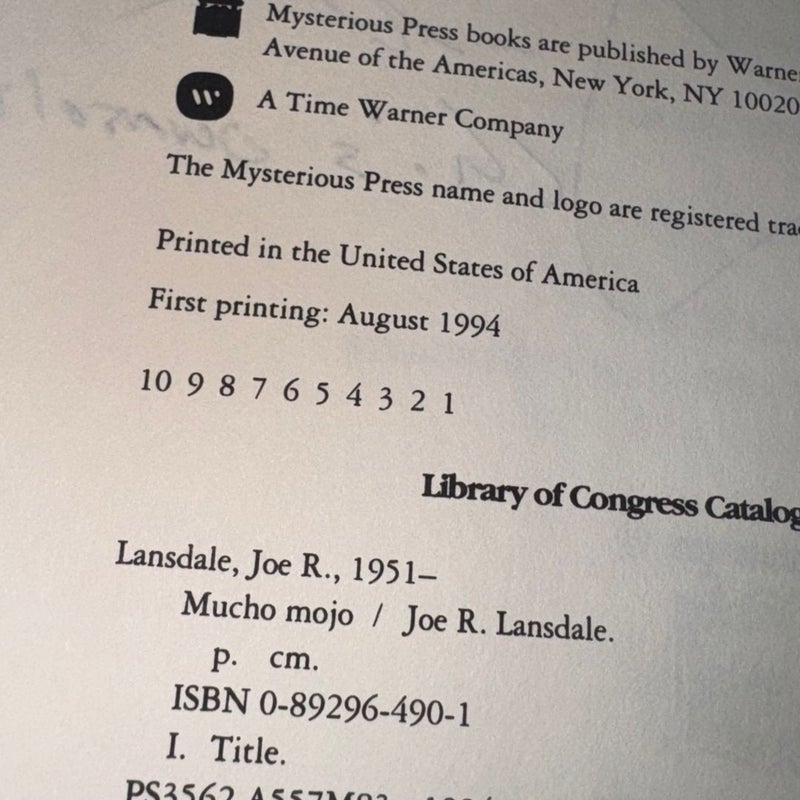 Mysterious Press books are published by Warne
Avenue of the Americas, New York, NY 10020
A Time Warner Company
The Mysterious Press name and logo are registered tra
Printed in the United States of America
First printing: August 1994
10 9 8 7 6 5 4 3 2 1
Library of Congress Catalog
Lansdale, Joe R., 1951–
Mucho mojo / Joe R. Lansdale.
p. cm.
ISBN 0-89296-490-1
I. Title.